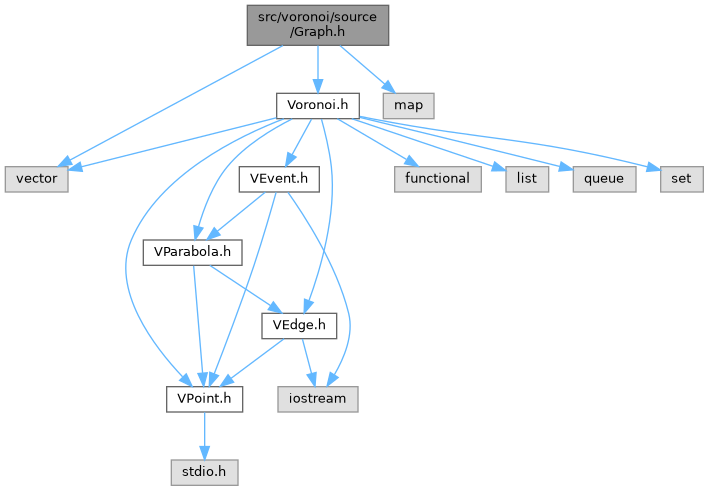 src/voronoi/source
/Graph.h
Voronoi.h
map
vector
VEvent.h
functional
list
queue
set
VParabola.h
VEdge.h
VPoint.h
iostream
stdio.h